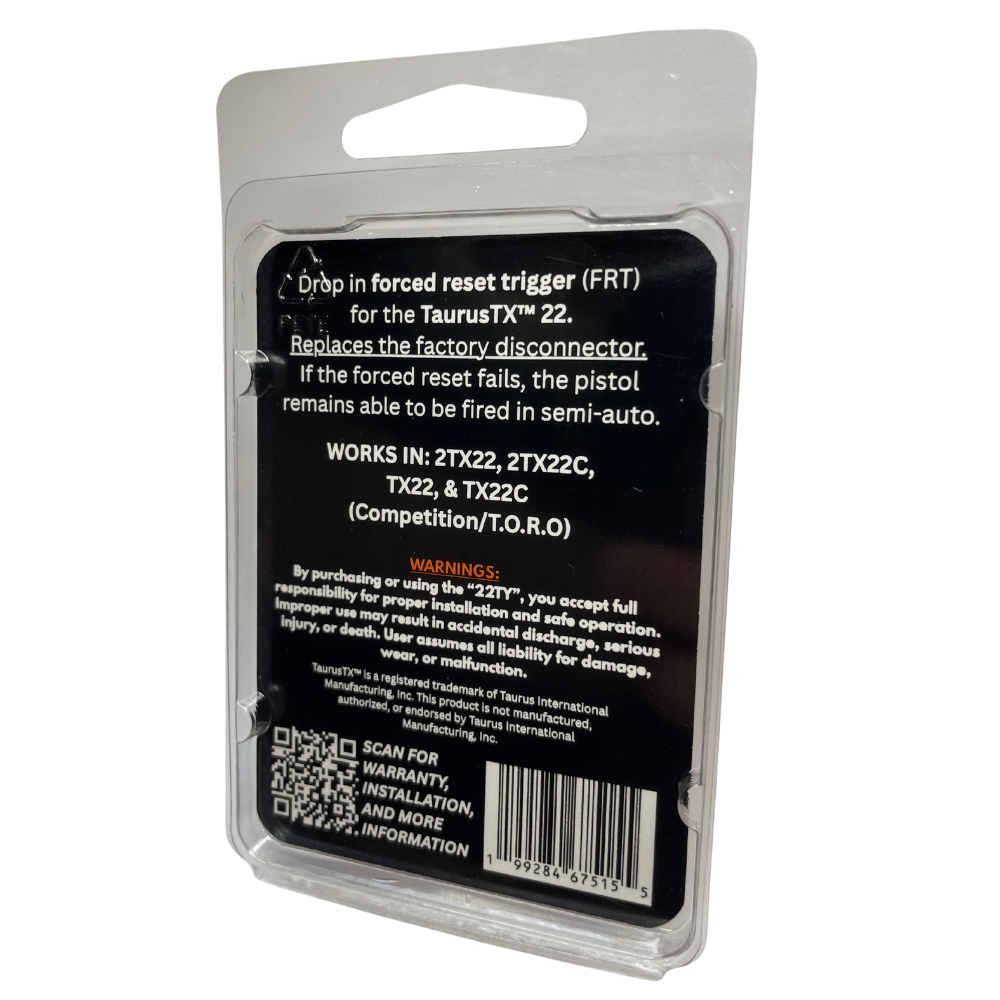 Drop in forced reset trigger (FRT)
for the TaurusTX™ 22.
PETE
Replaces the factory disconnector.
If the forced reset fails, the pistol
remains able to be fired in semi-auto.
WORKS IN: 2TX22, 2TX22C,
TX22, & TX22C
(Competition/T.O.R.O)
WARNINGS:
By purchasing or using the “22TY”, you accept full
responsibility for proper installation and safe operation.
Improper use may result in accidental discharge, serious
injury, or death. User assumes all liability for damage,
wear, or malfunction.
TaurusTX™ is a registered trademark of Taurus International
Manufacturing, Inc. This product is not manufactured,
authorized, or endorsed by Taurus International
Manufacturing, Inc.
SCAN FOR
WARRANTY,
INSTALLATION,
AND MORE
INFORMATION
1 99284 67515 5